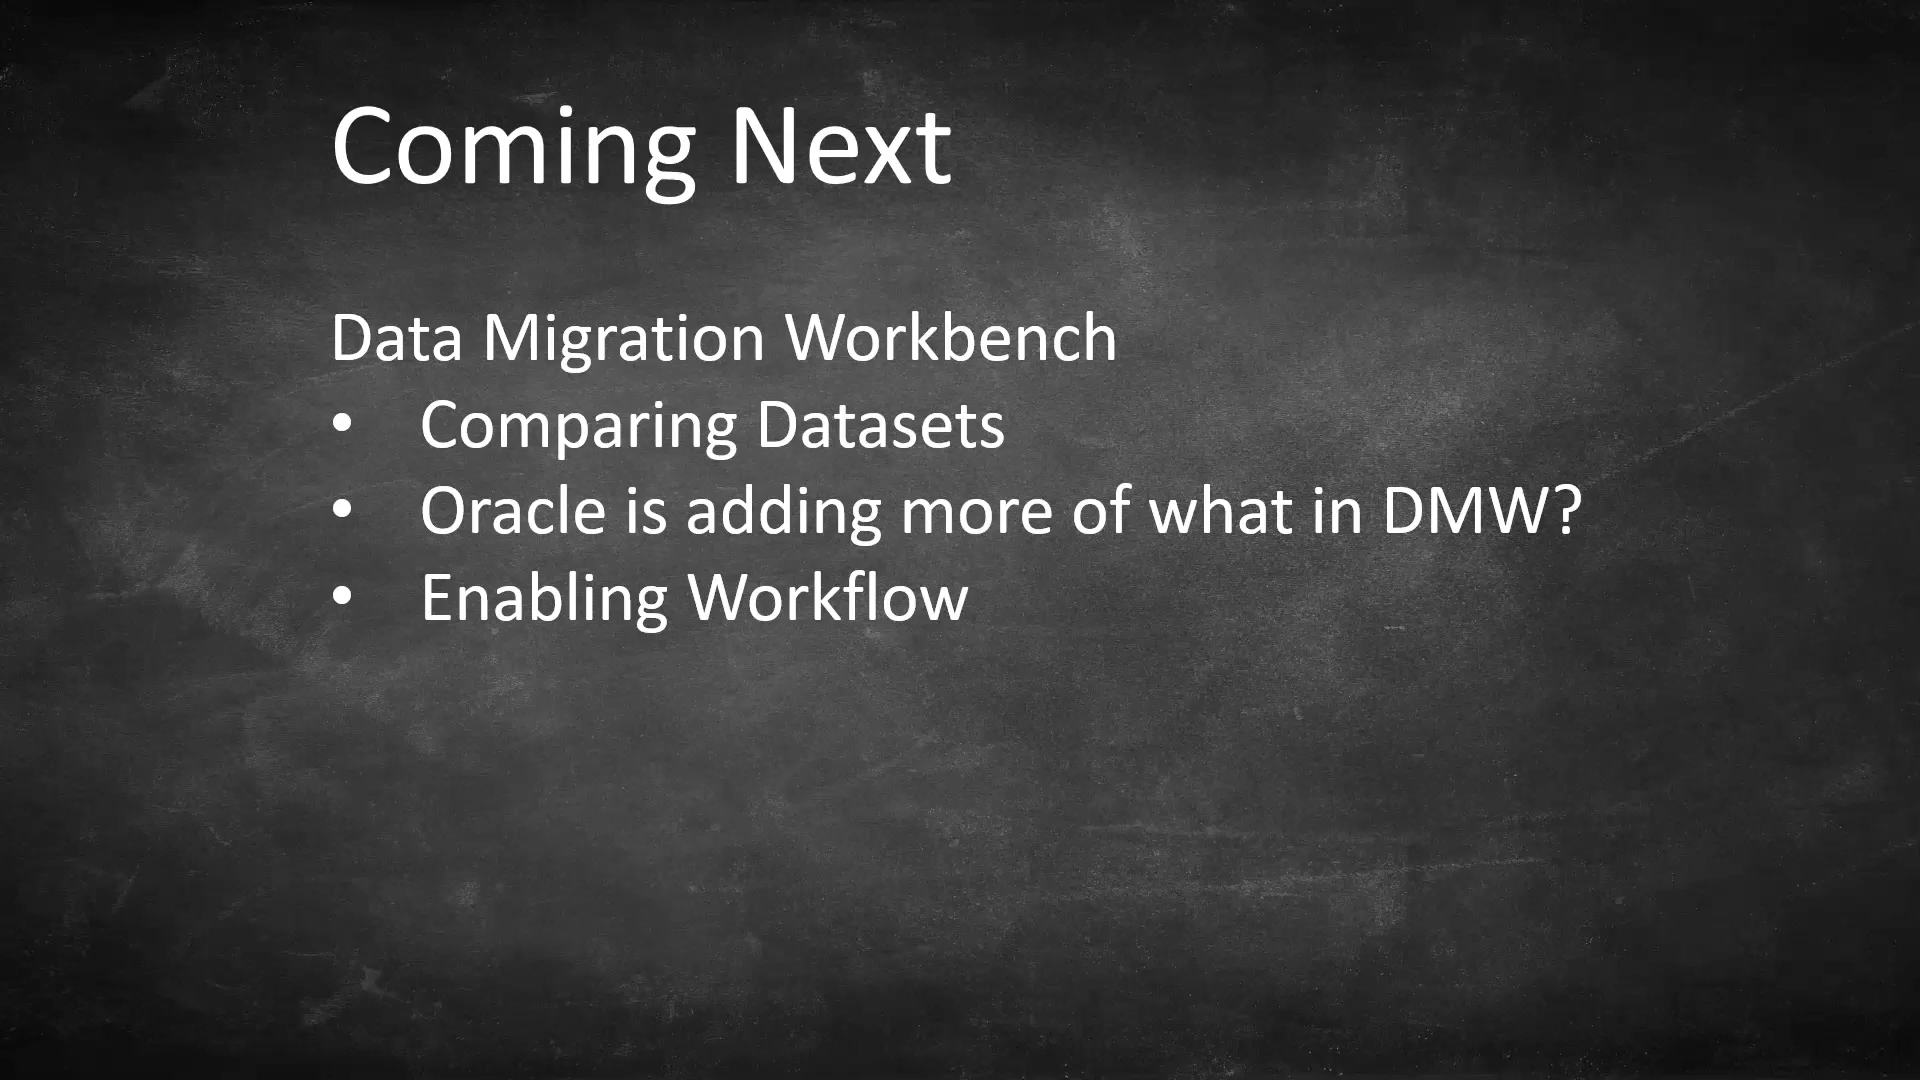 Coming Next
Data Migration Workbench
• Comparing Datasets
• Oracle is adding more of what in DMW?
• Enabling Workflow